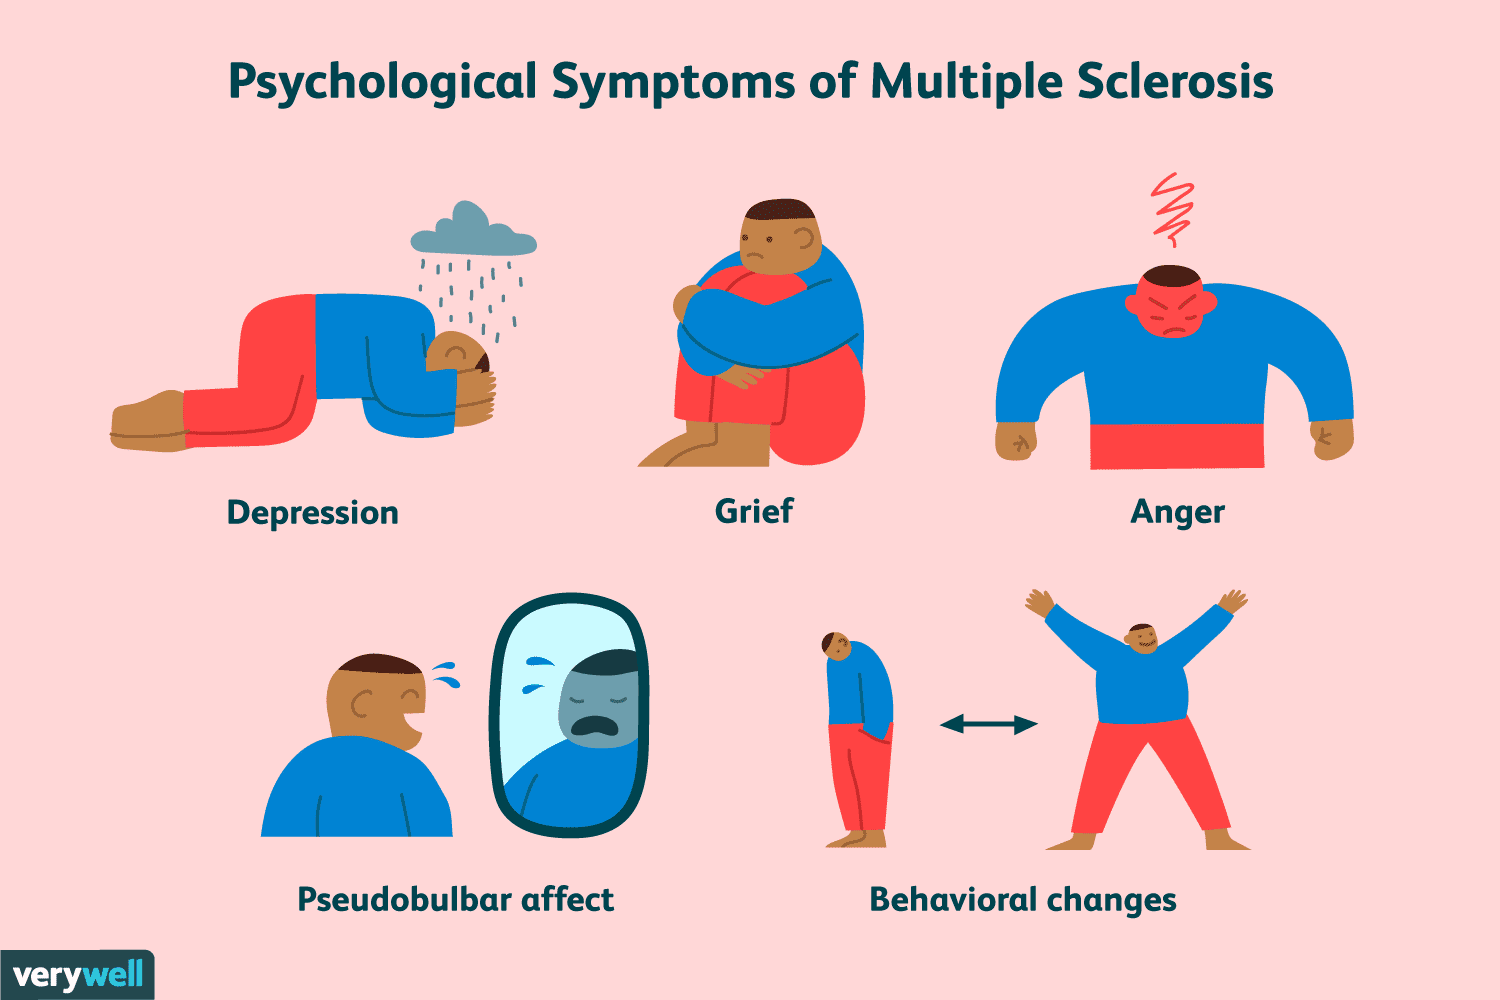 Psychological Symptoms of Multiple Sclerosis
Depression
Grief
Anger
Pseudobulbar affect
Behavioral changes
verywell